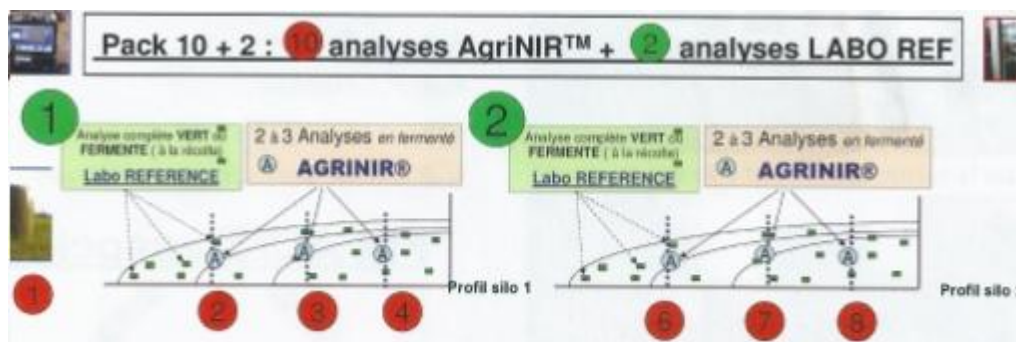 Pack 10 + 2 : 10 analyses AgriNIR™ + 2 analyses LABO REF
1
Analyse complète VERT ou
FERMENTE ( à la récolte)
Labo REFERENCE
2 à 3 Analyses en fermenté
A AGRINIR®
2
Analyse complète VERT ou
FERMENTE ( à la récolte)
Labo REFERENCE
2 à 3 Analyses en fermenté
A AGRINIR®
A
A
A
A
A
A
Profil silo 1
Profil silo
1
2
3
4
6
7
8